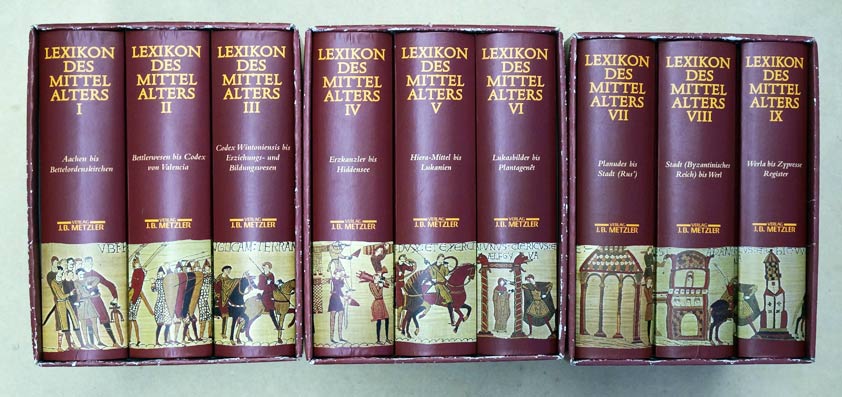 LEXIKON
DES
MITTEL
ALTERS
I
Aachen bis
Bettelordenskirchen
VERLAG
J.B. METZLER
LEXIKON
DES
MITTEL
ALTERS
II
Bettlerwesen bis Codex
von Valencia
VERLAG
J.B. METZLER
LEXIKON
DES
MITTEL
ALTERS
III
Codex Wintoniensis bis
Erziehungs- und
Bildungswesen
VERLAG
J.B. METZLER
LEXIKON
DES
MITTEL
ALTERS
IV
Erzkanzler bis
Hiddensee
VERLAG
J.B. METZLER
LEXIKON
DES
MITTEL
ALTERS
V
Hiera-Mittel bis
Lukanien
VERLAG
J.B. METZLER
LEXIKON
DES
MITTEL
ALTERS
VI
Lukasbilder bis
Plantagenêt
VERLAG
J.B. METZLER
LEXIKON
DES
MITTEL
ALTERS
VII
Planudes bis
Stadt (Rus')
VERLAG
J.B. METZLER
LEXIKON
DES
MITTEL
ALTERS
VIII
Stadt (Byzantinisches
Reich) bis Werl
VERLAG
J.B. METZLER
LEXIKON
DES
MITTEL
ALTERS
IX
Werla bis Zypresse
Register
VERLAG
J.B. METZLER